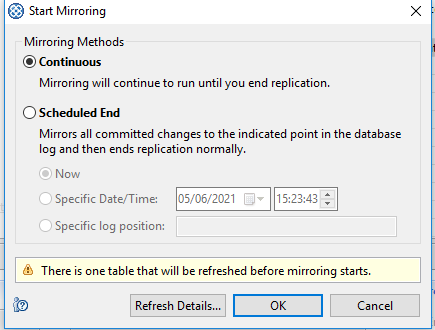 Start Mirroring
Mirroring Methods
Continuous
Mirroring will continue to run until you end replication.
Scheduled End
Mirrors all committed changes to the indicated point in the database
log and then ends replication normally.
Now
Specific Date/Time: 05/06/2021 15:23:43
Specific log position:
There is one table that will be refreshed before mirroring starts.
Refresh Details... OK Cancel